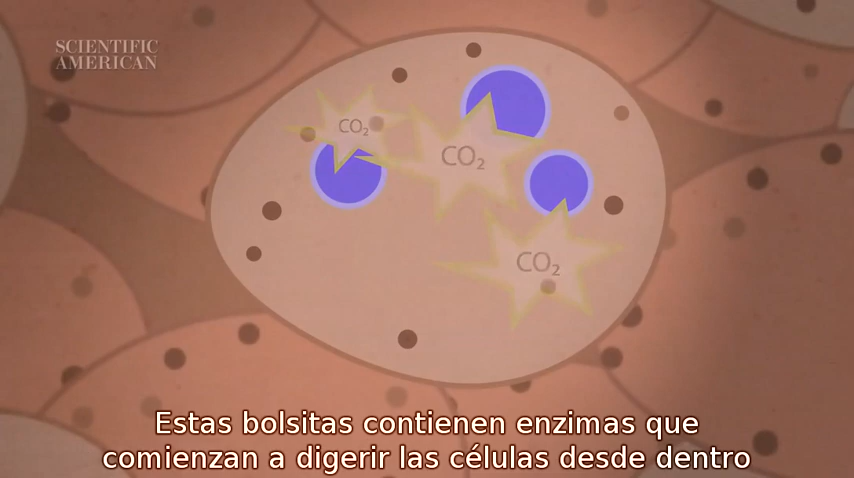 SCIENTIFIC
AMERICAN
CO₂
CO₂
CO₂
Estas bolsitas contienen enzimas que
comienzan a digerir las células desde dentro